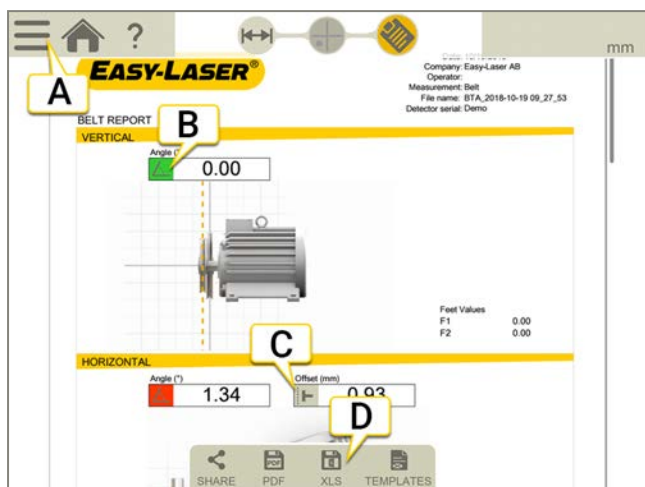 ?
mm
A
EASY-LASER®
Company: Easy-Laser AB
Operator:
Measurement: Belt
File name: BTA_2018-10-19 09_27_53
Detector serial: Demo
BELT REPORT
B
VERTICAL
0.00
Feet Values
F1 0.00
F2 0.00
HORIZONTAL
C
Angle (°) Offset (mm)
1.34 0.93
D
SHARE PDF XLS TEMPLATES